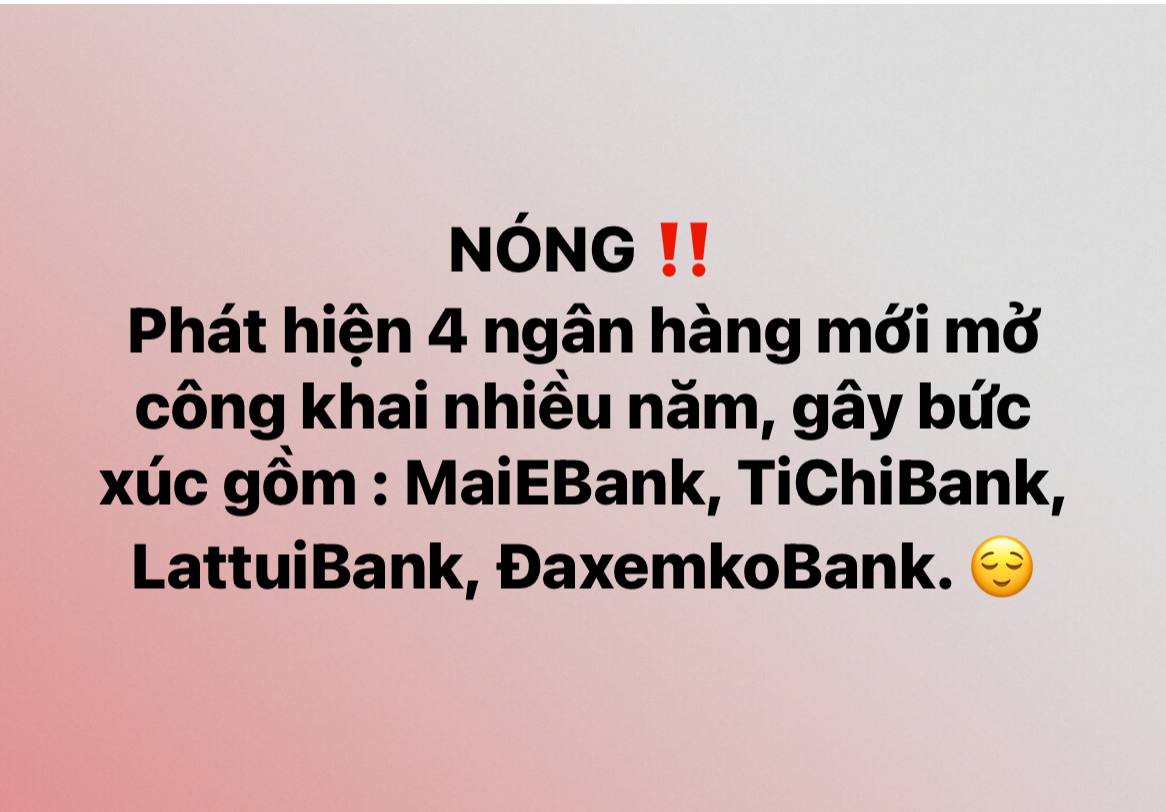 NÓNG ‼️
Phát hiện 4 ngân hàng mới mở
công khai nhiều năm, gây bức
xúc gồm : MaiEBank, TiChiBank,
LattuiBank, ĐaxemkoBank. 😌